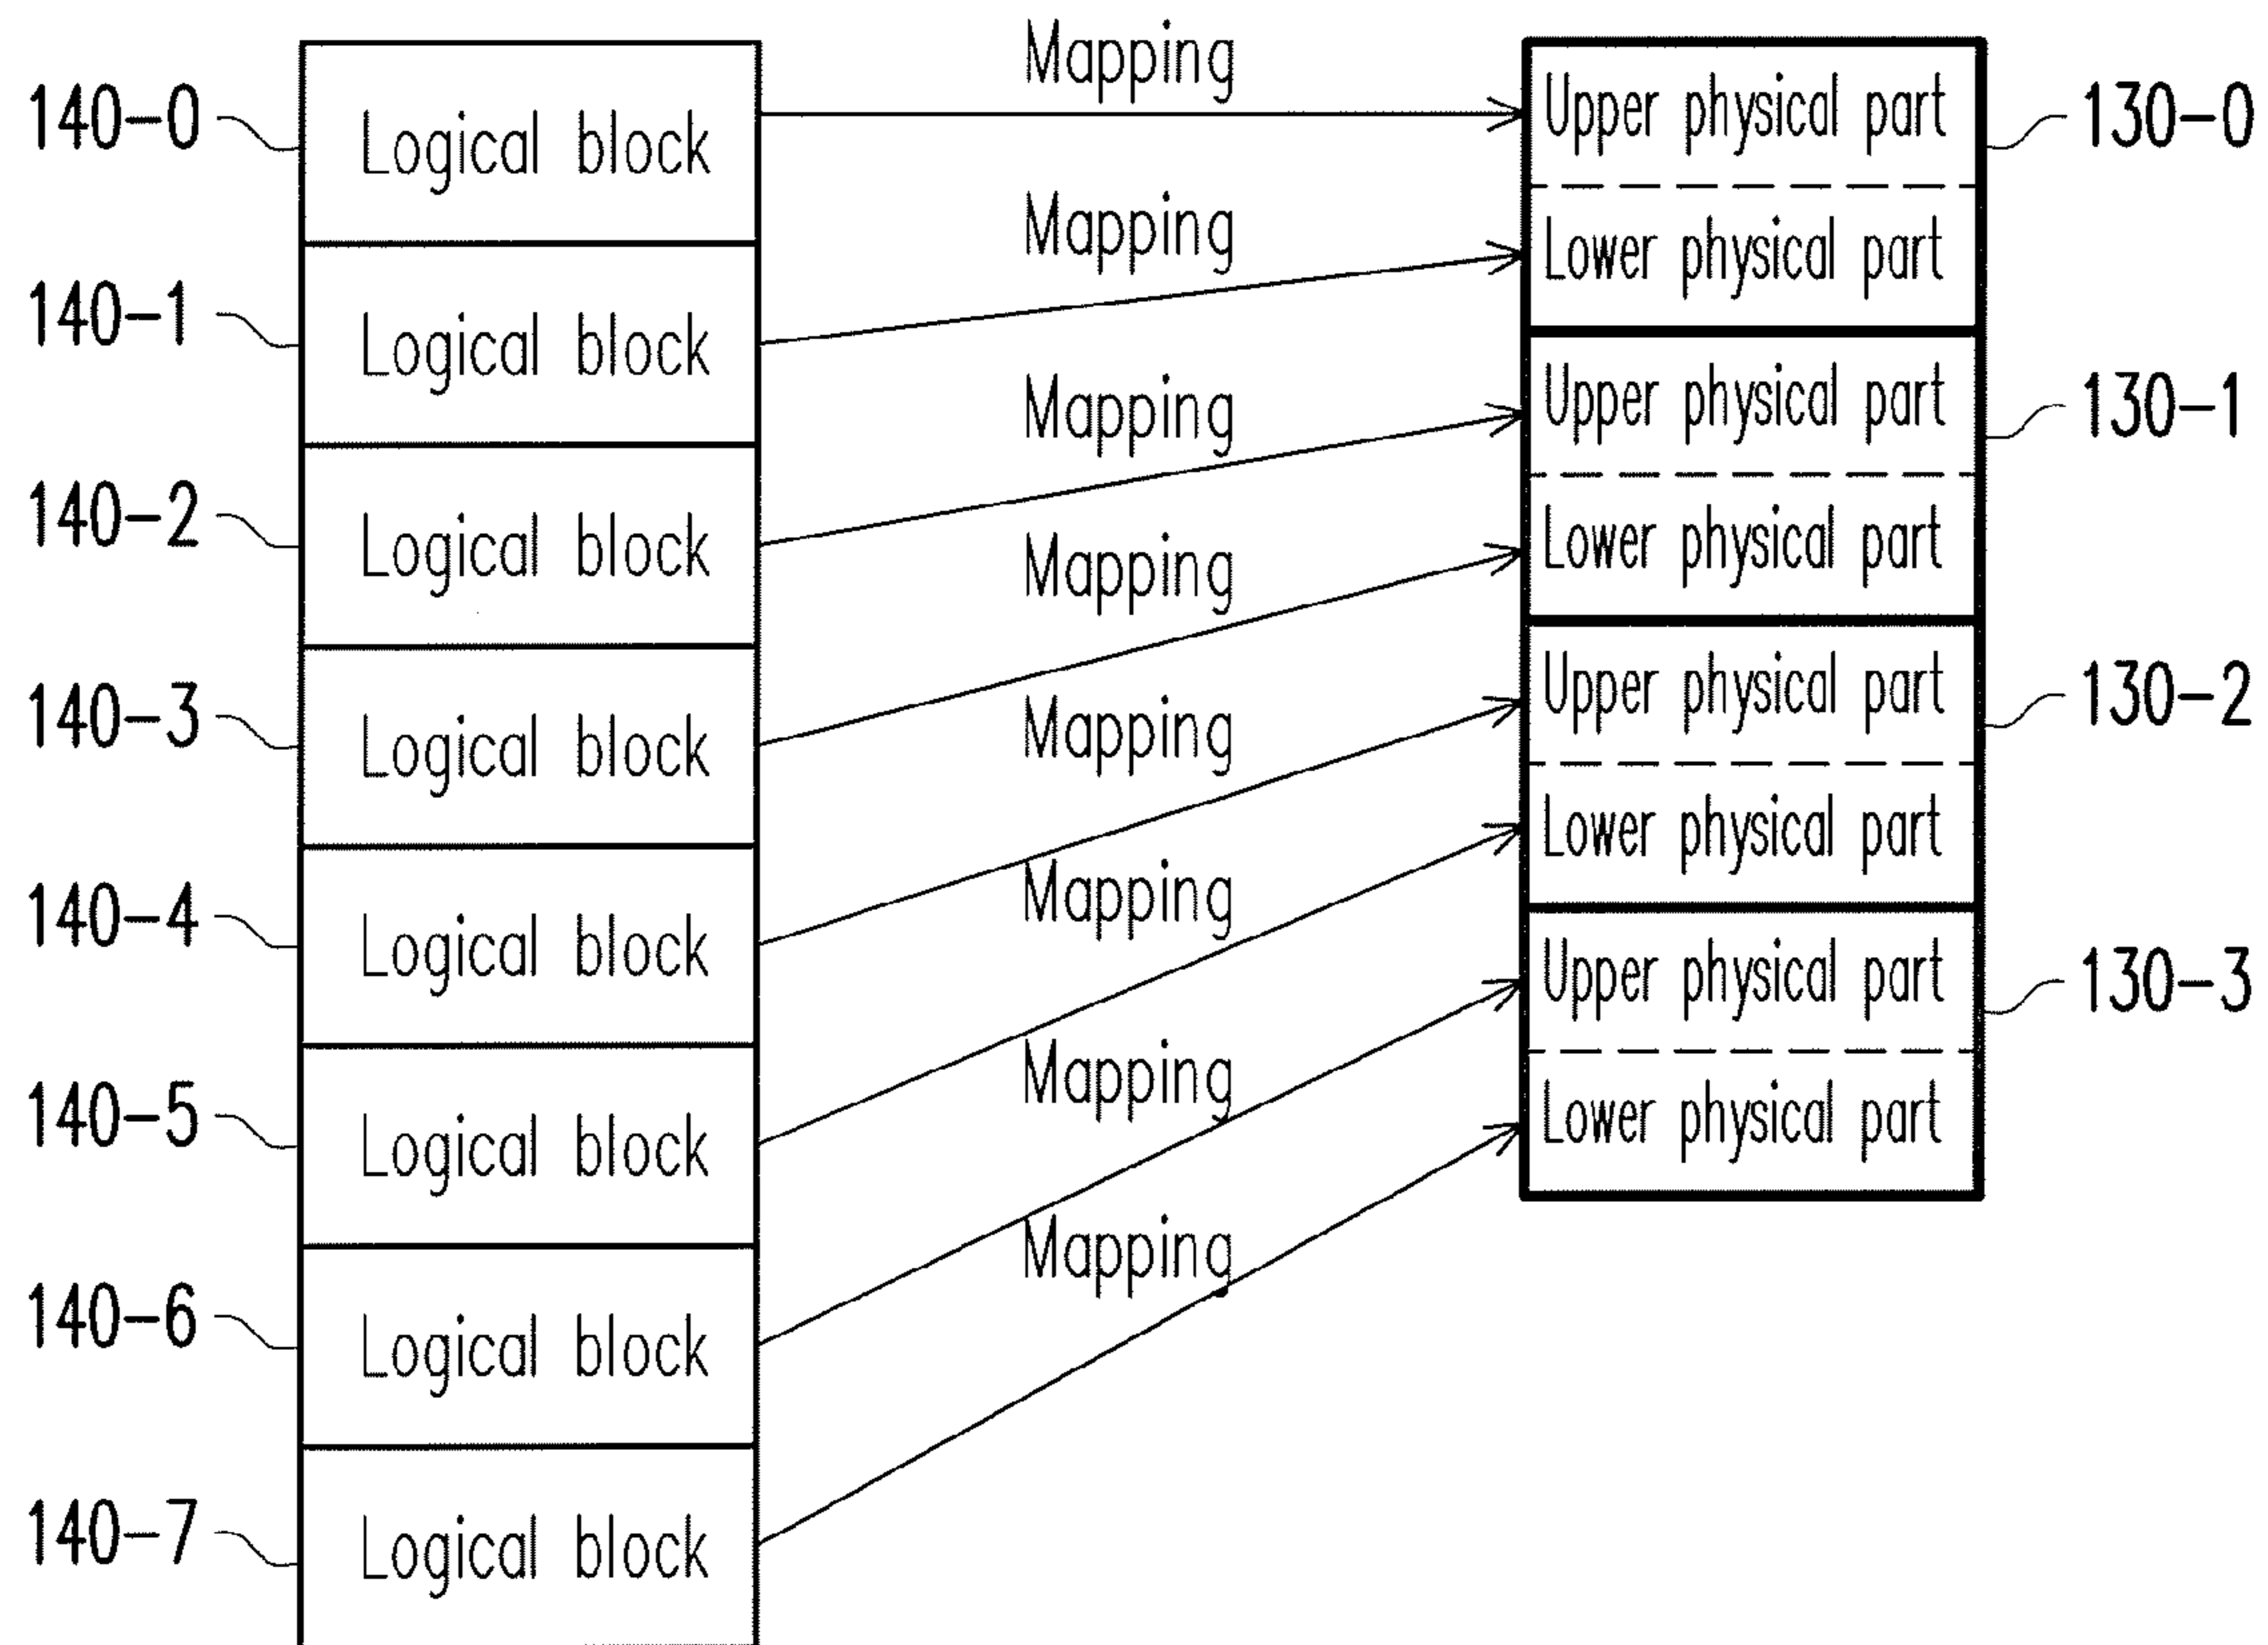 140-0
Logical block
Mapping
Upper physical part
130-0
Lower physical part
Mapping
140-1
Logical block
Mapping
Upper physical part
130-1
Lower physical part
140-2
Logical block
Mapping
140-3
Logical block
Mapping
Upper physical part
130-2
Lower physical part
140-4
Logical block
Mapping
Upper physical part
130-3
Lower physical part
140-5
Logical block
Mapping
140-6
Logical block
Mapping
140-7
Logical block